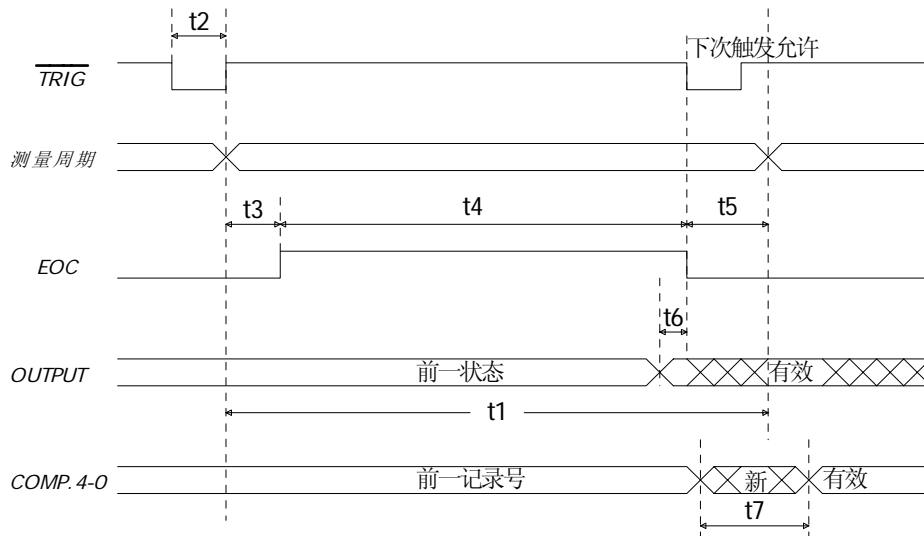 t2
下次触发允许
TRIG
测量周期
t3
t4
t5
EOC
t6
OUTPUT
前一状态
有效
t1
COMP.4-0
前一记录号
新
有效
t7